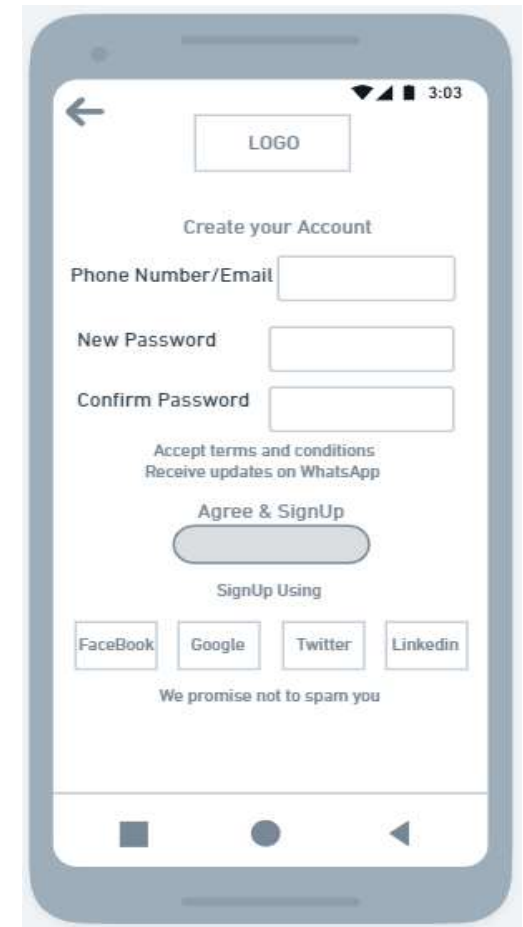 3:03
LOGO
Create your Account
Phone Number/Email
New Password
Confirm Password
Accept terms and conditions
Receive updates on WhatsApp
Agree & SignUp
SignUp Using
FaceBook Google Twitter Linkedin
We promise not to spam you